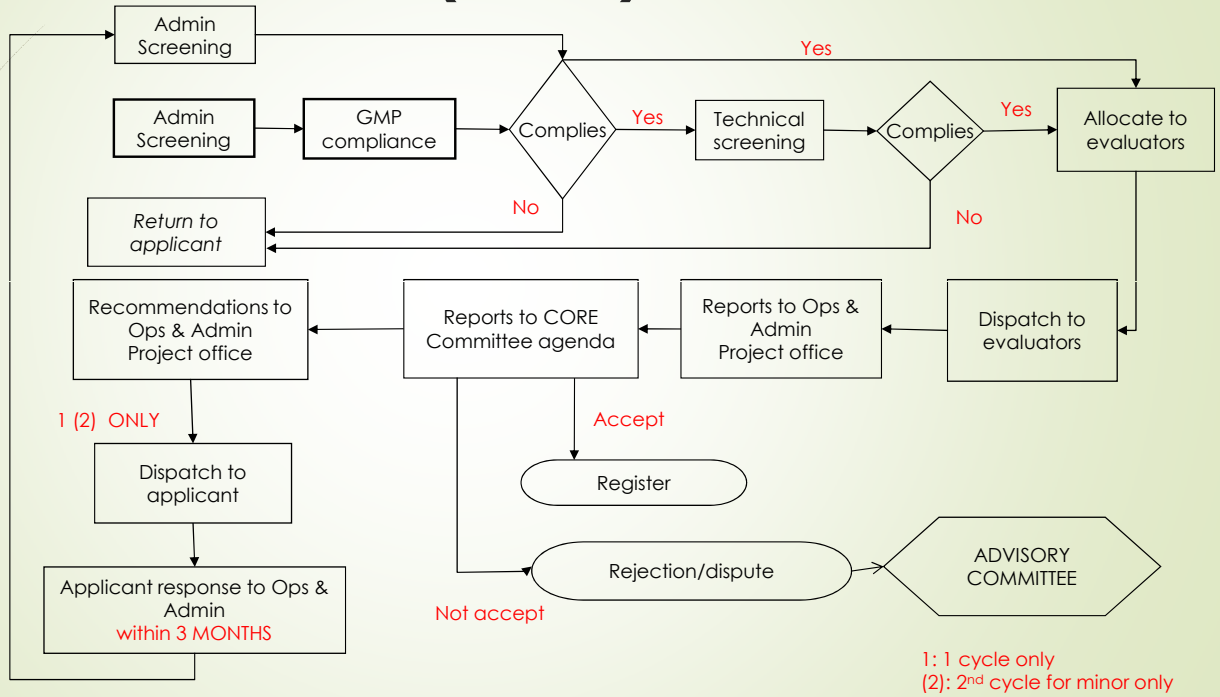 Admin
Screening
Yes
Admin
Screening
GMP
compliance
Complies
Yes
Technical
screening
Complies
Yes
Allocate to
evaluators
No
No
Return to
applicant
Recommendations to
Ops & Admin
Project office
Reports to CORE
Committee agenda
Reports to Ops &
Admin
Project office
Dispatch to
evaluators
1 (2) ONLY
Accept
Dispatch to
applicant
Register
Applicant response to Ops &
Admin
within 3 MONTHS
Not accept
Rejection/dispute
ADVISORY
COMMITTEE
1: 1 cycle only
(2): 2nd cycle for minor only